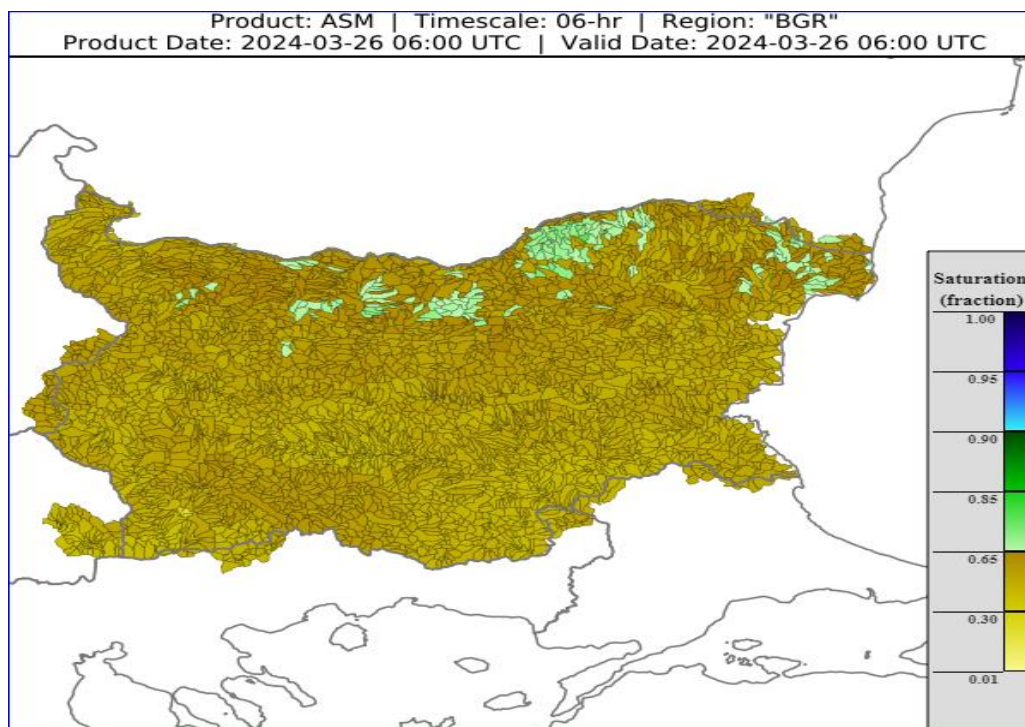 Product: ASM | Timescale: 06-hr | Region: "BGR"
Product Date: 2024-03-26 06:00 UTC | Valid Date: 2024-03-26 06:00 UTC
Saturation
(fraction)
1.00
0.95
0.90
0.85
0.65
0.30
0.01